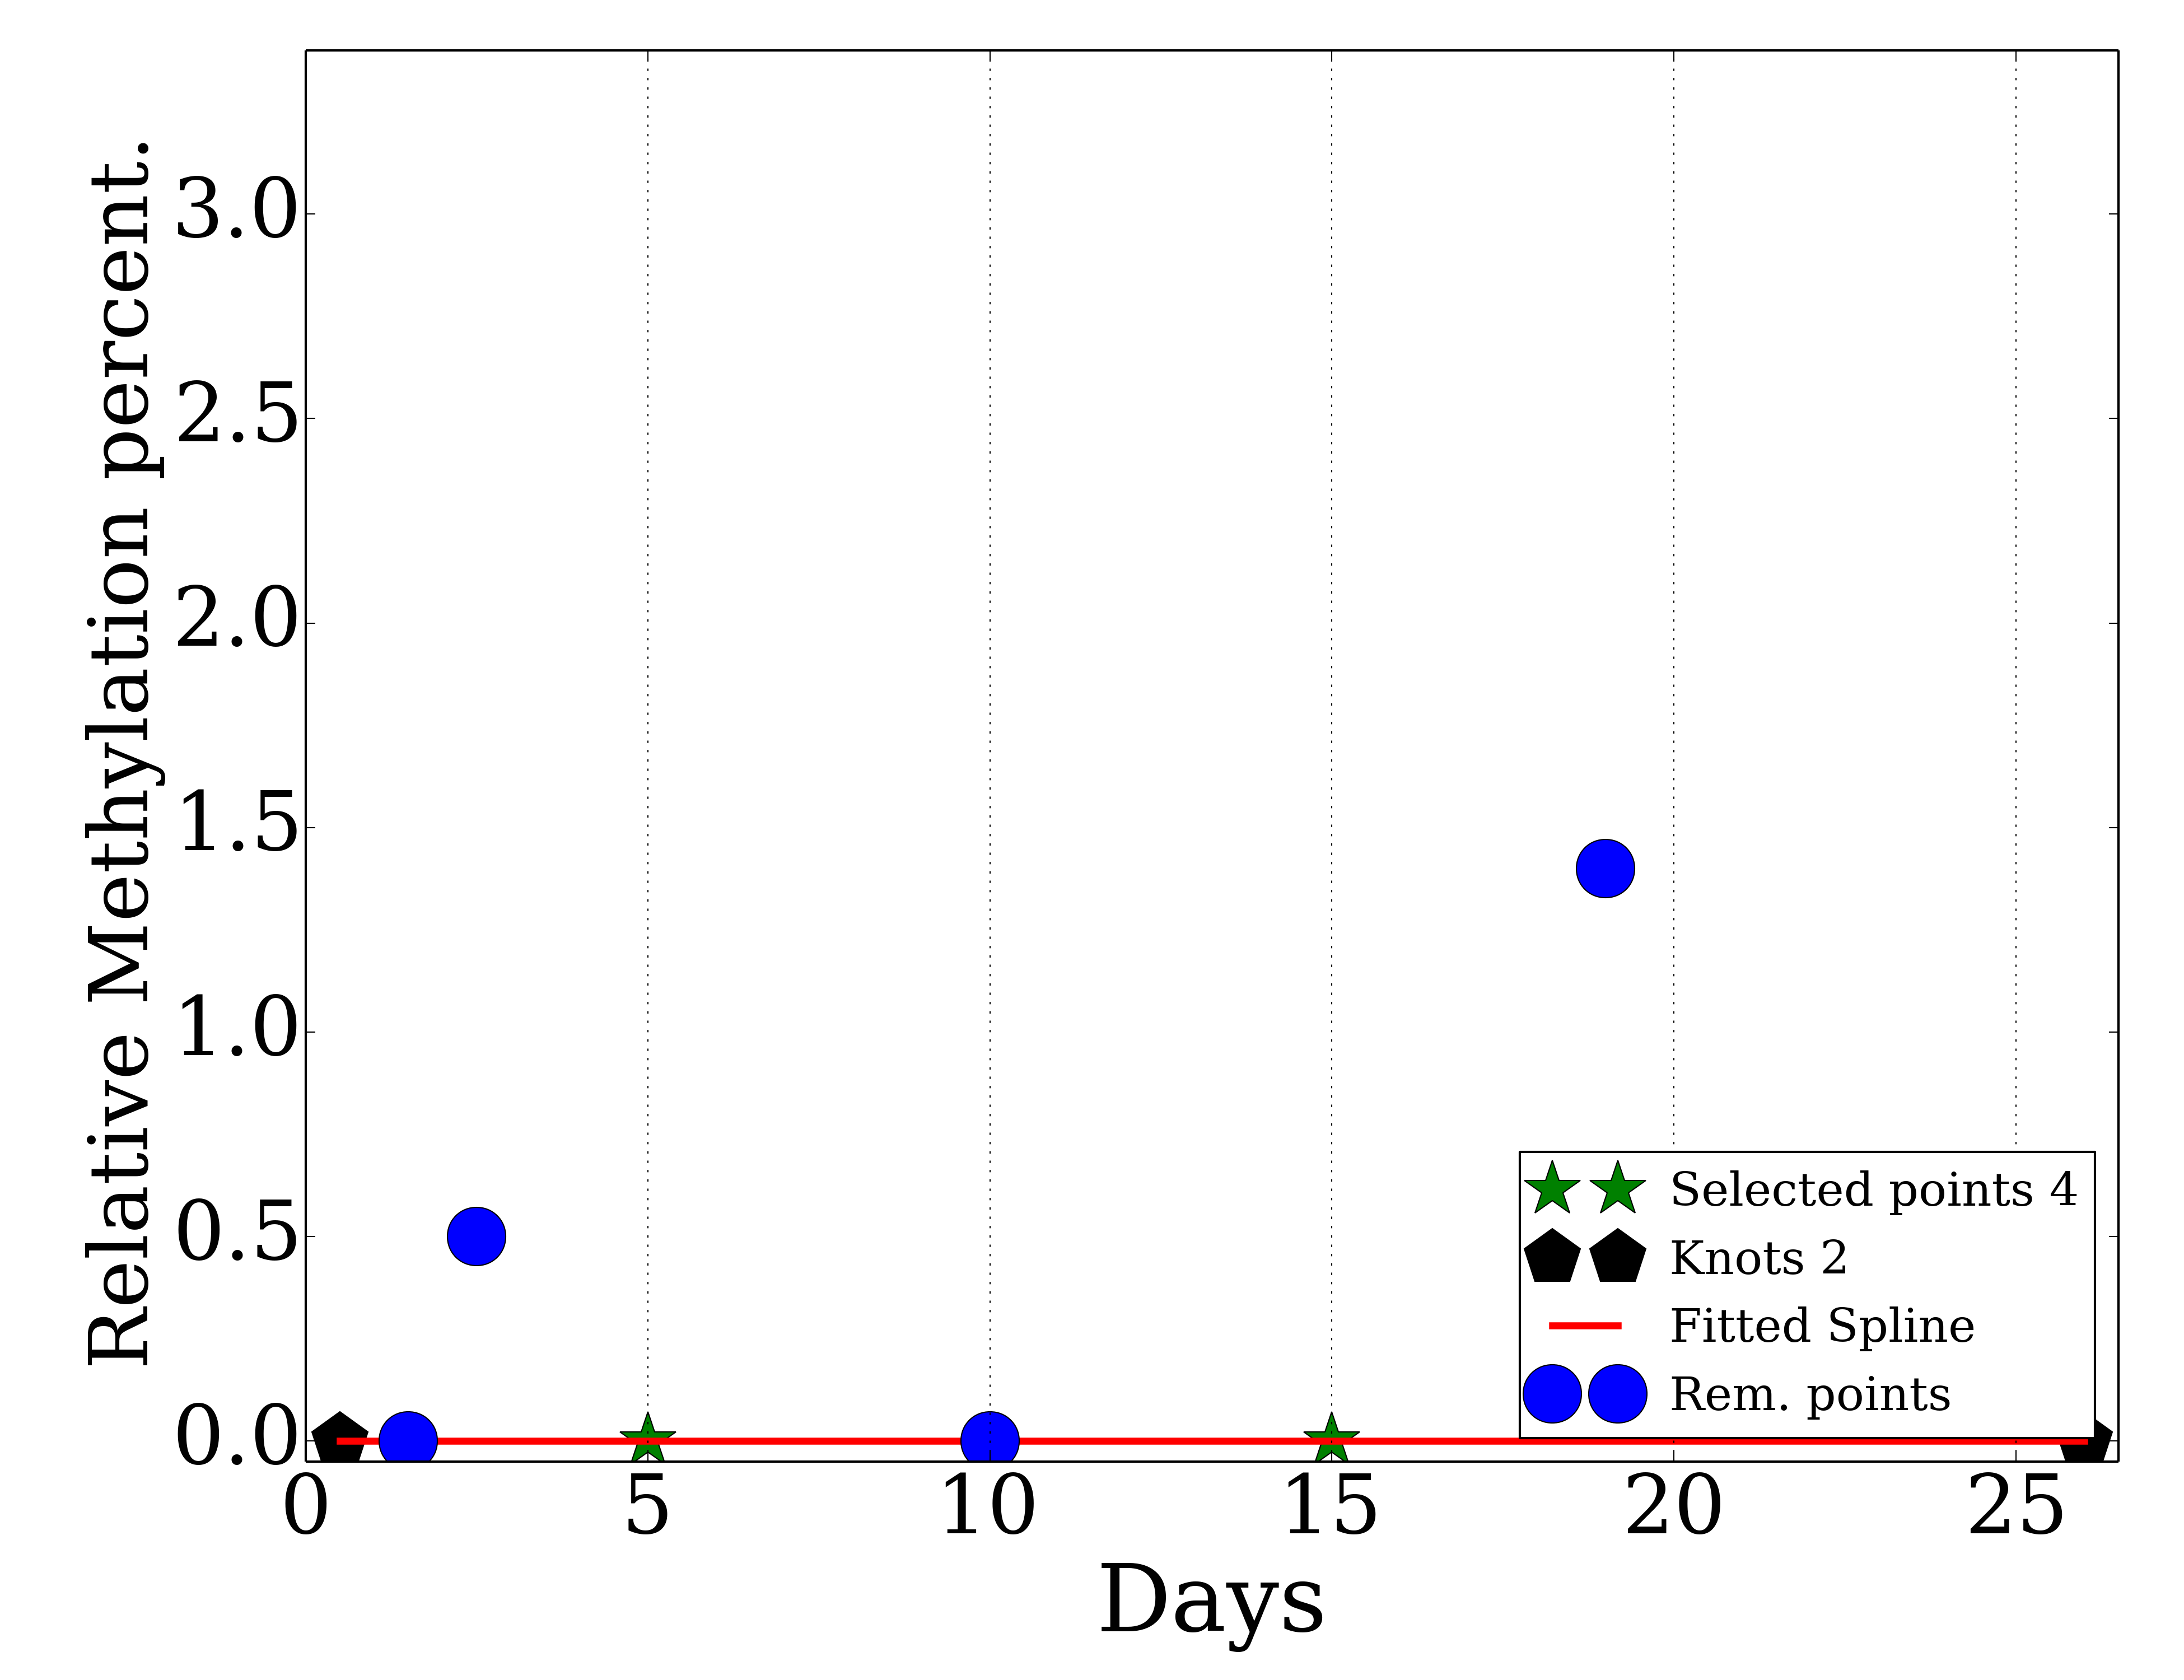 Relative Methylation percent.
3.0
2.5
2.0
1.5
1.0
0.5
0.0
0 5 10 15 20 25
Days
Selected points 4
Knots 2
Fitted Spline
Rem. points